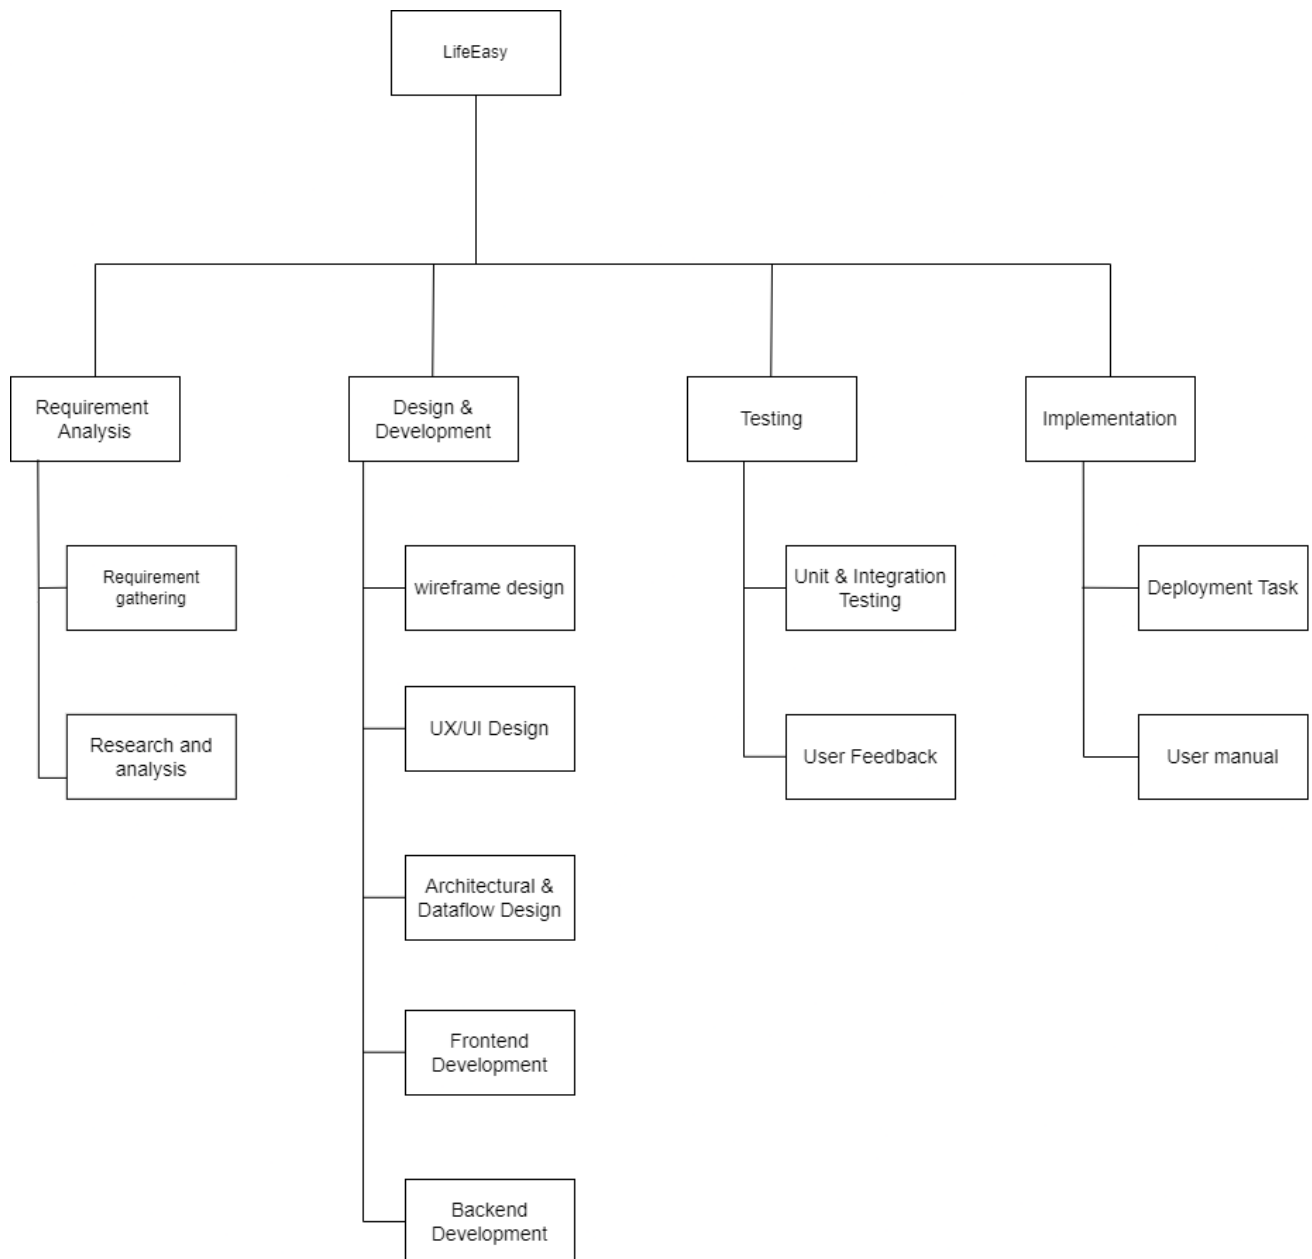 LifeEasy
Requirement
Analysis
Design &
Development
Testing
Implementation
Requirement
gathering
Research and
analysis
wireframe design
UX/UI Design
Architectural &
Dataflow Design
Frontend
Development
Backend
Development
Unit & Integration
Testing
User Feedback
Deployment Task
User manual